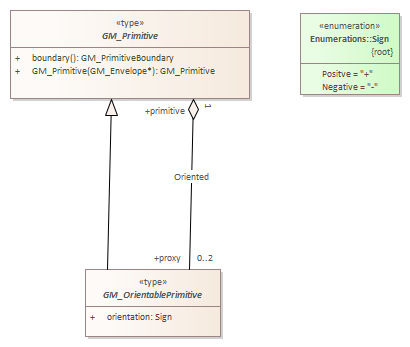 «type»
GM_Primitive
+ boundary(): GM_PrimitiveBoundary
+ GM_Primitive(GM_Envelope*): GM_Primitive
«enumeration»
Enumerations::Sign
{root}
Positve = "+"
Negative = "-"
+primitive
1
Oriented
+proxy
0..2
«type»
GM_OrientablePrimitive
+ orientation: Sign